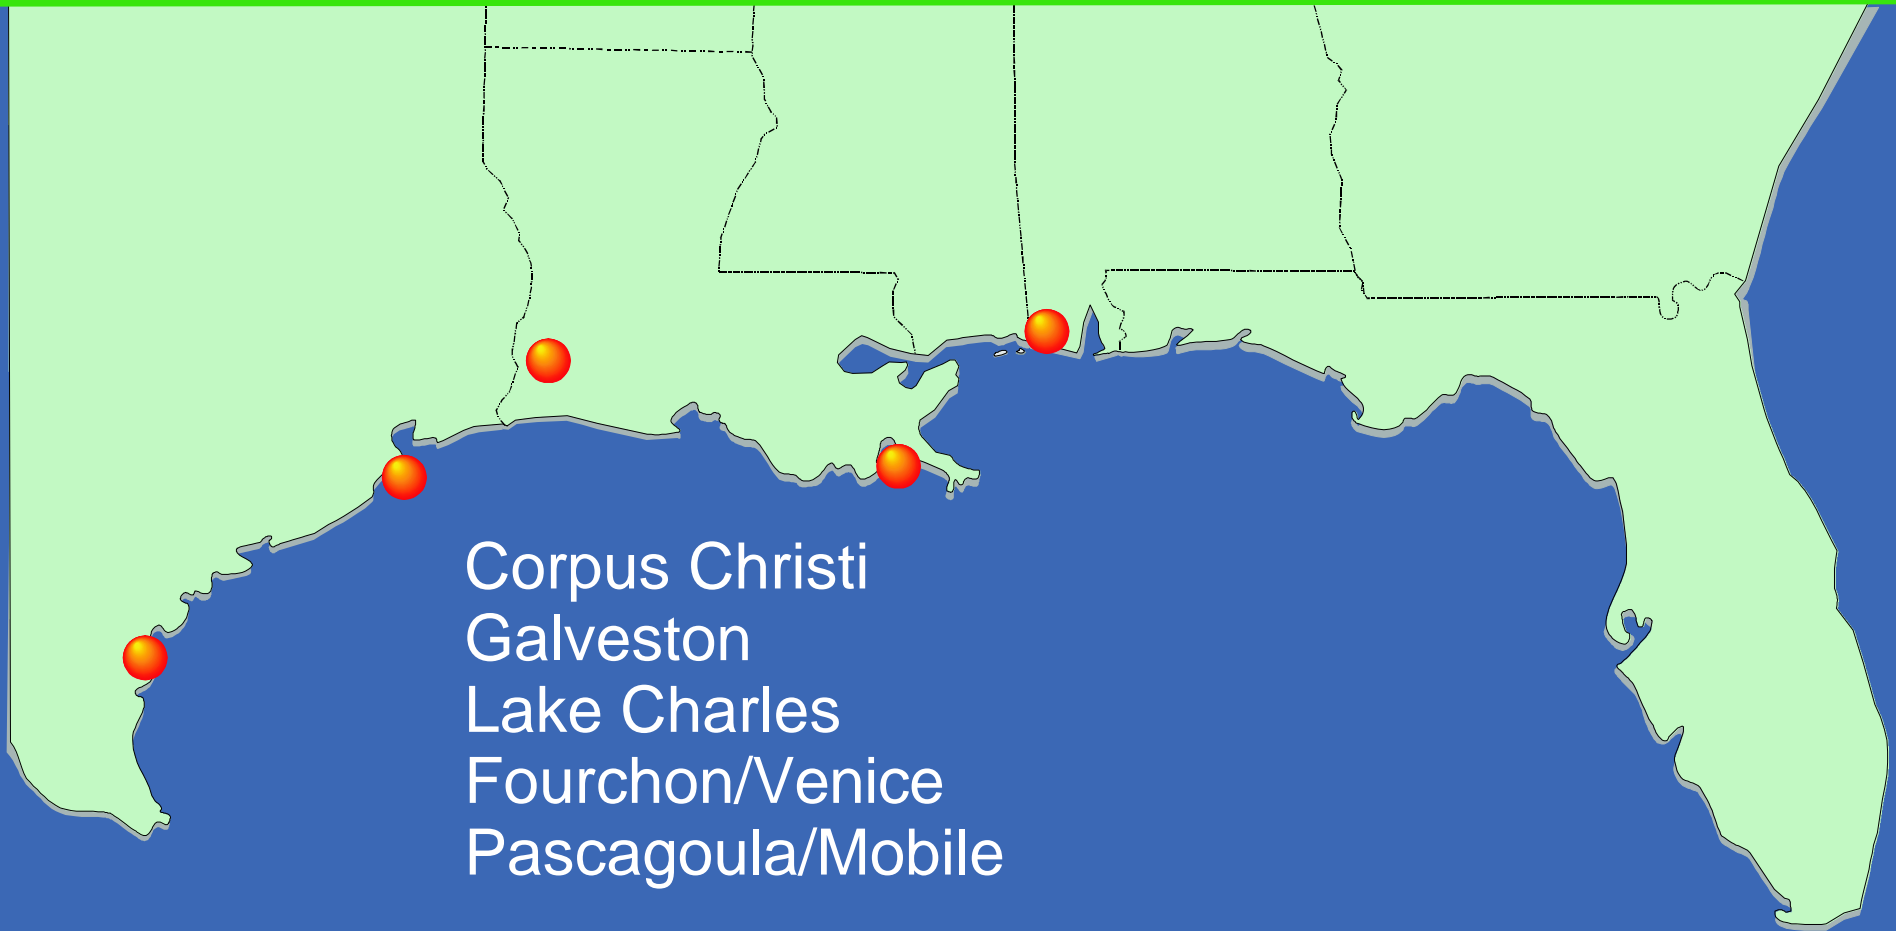 Corpus Christi
Galveston
Lake Charles
Fourchon/Venice
Pascagoula/Mobile